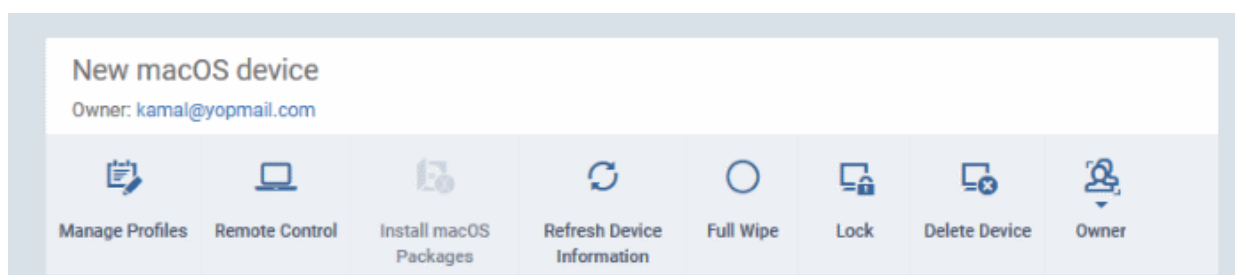 New macOS device
Owner: kamal@yopmail.com
Manage Profiles
Remote Control
Install macOS
Packages
Refresh Device
Information
Full Wipe
Lock
Delete Device
Owner